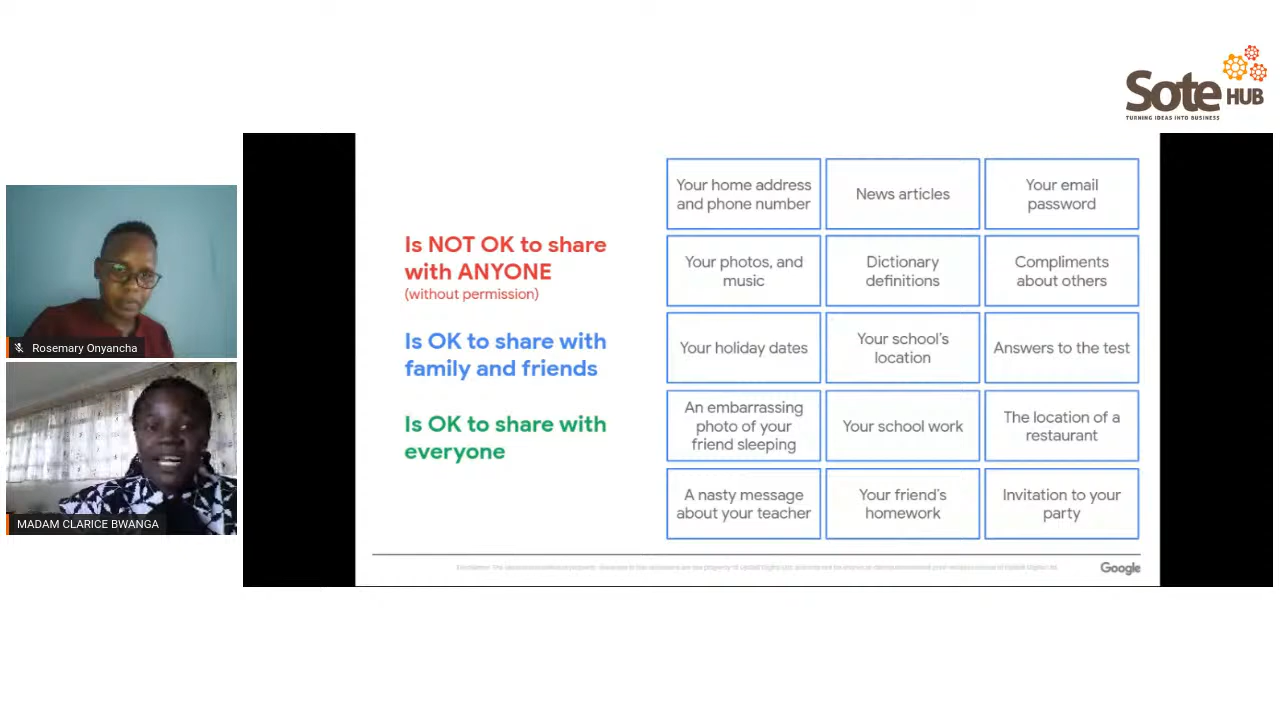 Sote HUB
TURNING IDEAS INTO BUSINESS
Rosemary Onyancha
MADAM CLARICE BWANGA
Is NOT OK to share
with ANYONE
(without permission)
Is OK to share with
family and friends
Is OK to share with
everyone
Your home address
and phone number
News articles
Your email
password
Your photos, and
music
Dictionary
definitions
Compliments
about others
Your holiday dates
Your school's
location
Answers to the test
An embarrassing
photo of your
friend sleeping
Your school work
The location of a
restaurant
A nasty message
about your teacher
Your friend's
homework
Invitation to your
party
Google